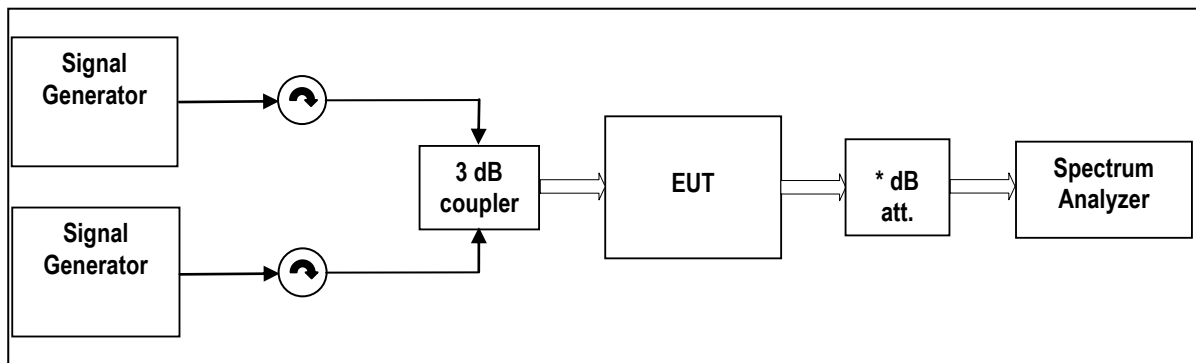 Signal
Generator
3 dB
coupler
EUT
* dB
att.
Spectrum
Analyzer
Signal
Generator